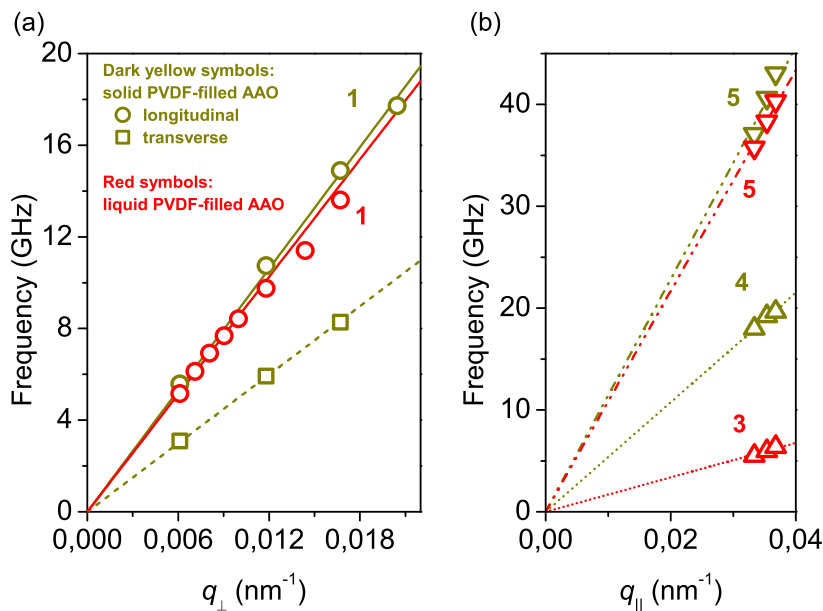 (a)
(b)
Dark yellow symbols:
solid PVDF-filled AAO
longitudinal
transverse
Red symbols:
liquid PVDF-filled AAO
1
1
Frequency (GHz)
20
16
12
8
4
0
0,000 0,006 0,012 0,018
q⊥ (nm⁻¹)
5
5
4
3
Frequency (GHz)
40
30
20
10
0
0,00 0,02 0,04
q|| (nm⁻¹)